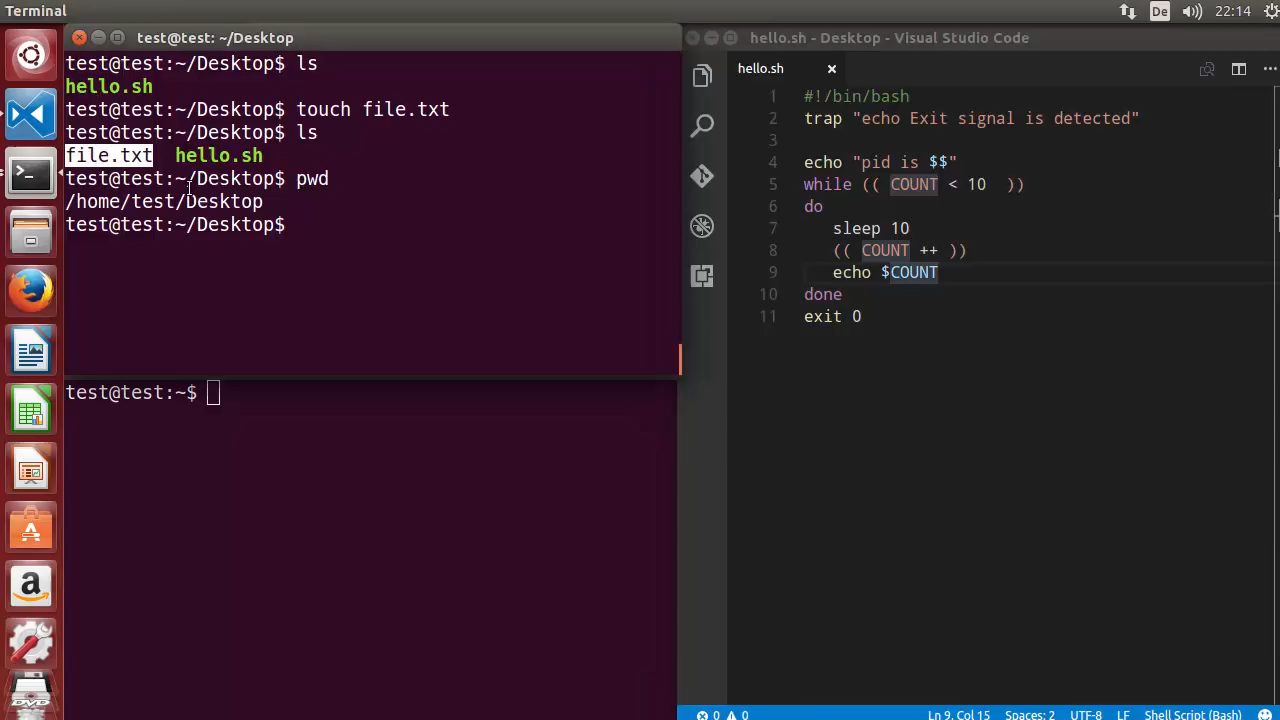 Terminal
De
22:14
test@test: ~/Desktop
test@test:~/Desktop$ ls
hello.sh
test@test:~/Desktop$ touch file.txt
test@test:~/Desktop$ ls
file.txt  hello.sh
test@test:~/Desktop$ pwd
/home/test/Desktop
test@test:~/Desktop$
test@test:~$
hello.sh - Desktop - Visual Studio Code
hello.sh
1 #!/bin/bash
2 trap "echo Exit signal is detected"
3
4 echo "pid is $$"
5 while (( COUNT < 10  ))
6 do
7    sleep 10
8    (( COUNT ++ ))
9    echo $COUNT
10 done
11 exit 0
0 0
Ln 9, Col 15 Spaces: 2 UTF-8 LF Shell Script (Bash)